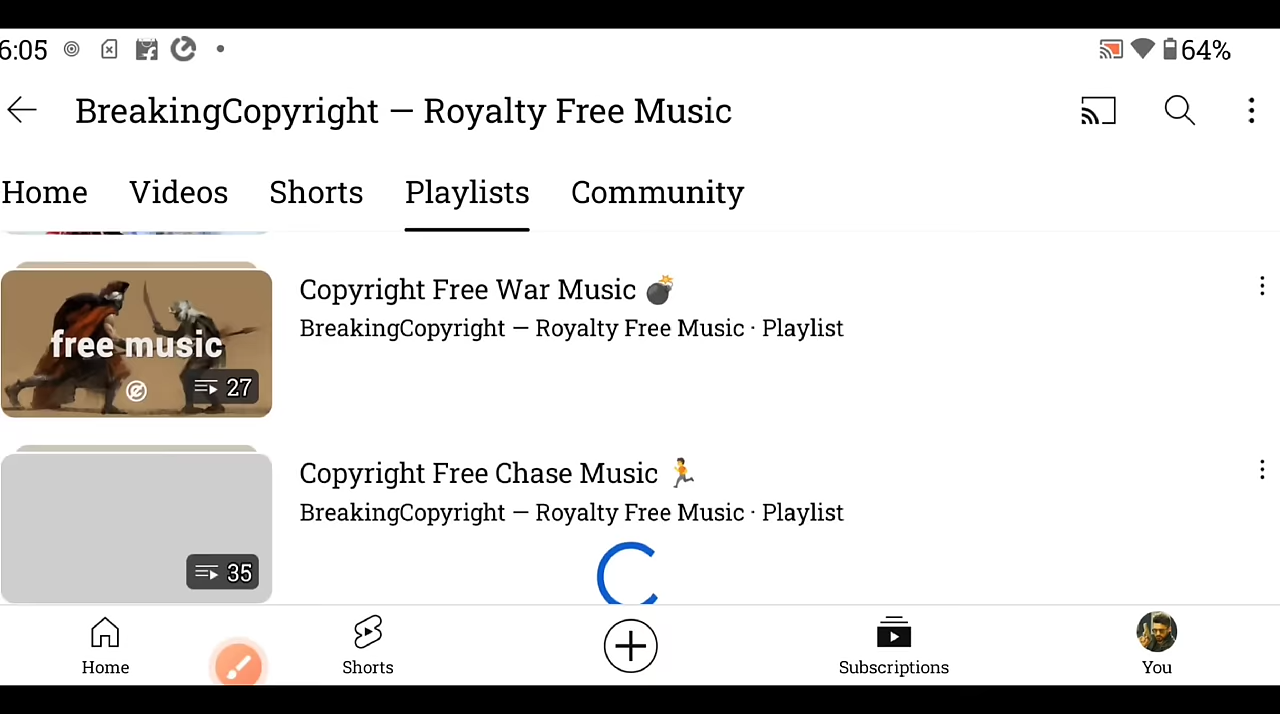 6:05
64%
BreakingCopyright — Royalty Free Music
Home Videos Shorts Playlists Community
free music
27
Copyright Free War Music 💣
BreakingCopyright — Royalty Free Music · Playlist
35
Copyright Free Chase Music 🏃
BreakingCopyright — Royalty Free Music · Playlist
Home Shorts Subscriptions You